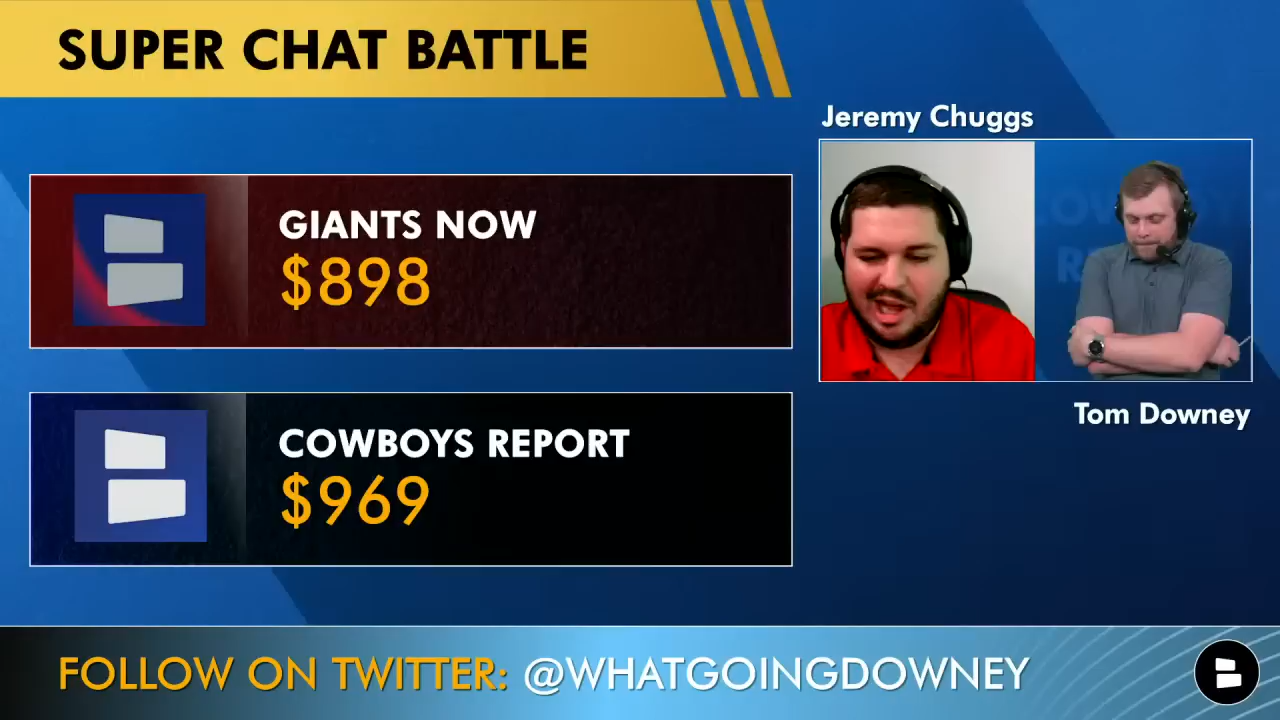 SUPER CHAT BATTLE
Jeremy Chuggs
GIANTS NOW
$898
Tom Downey
COWBOYS REPORT
$969
FOLLOW ON TWITTER: @WHATGOINGDOWNEY